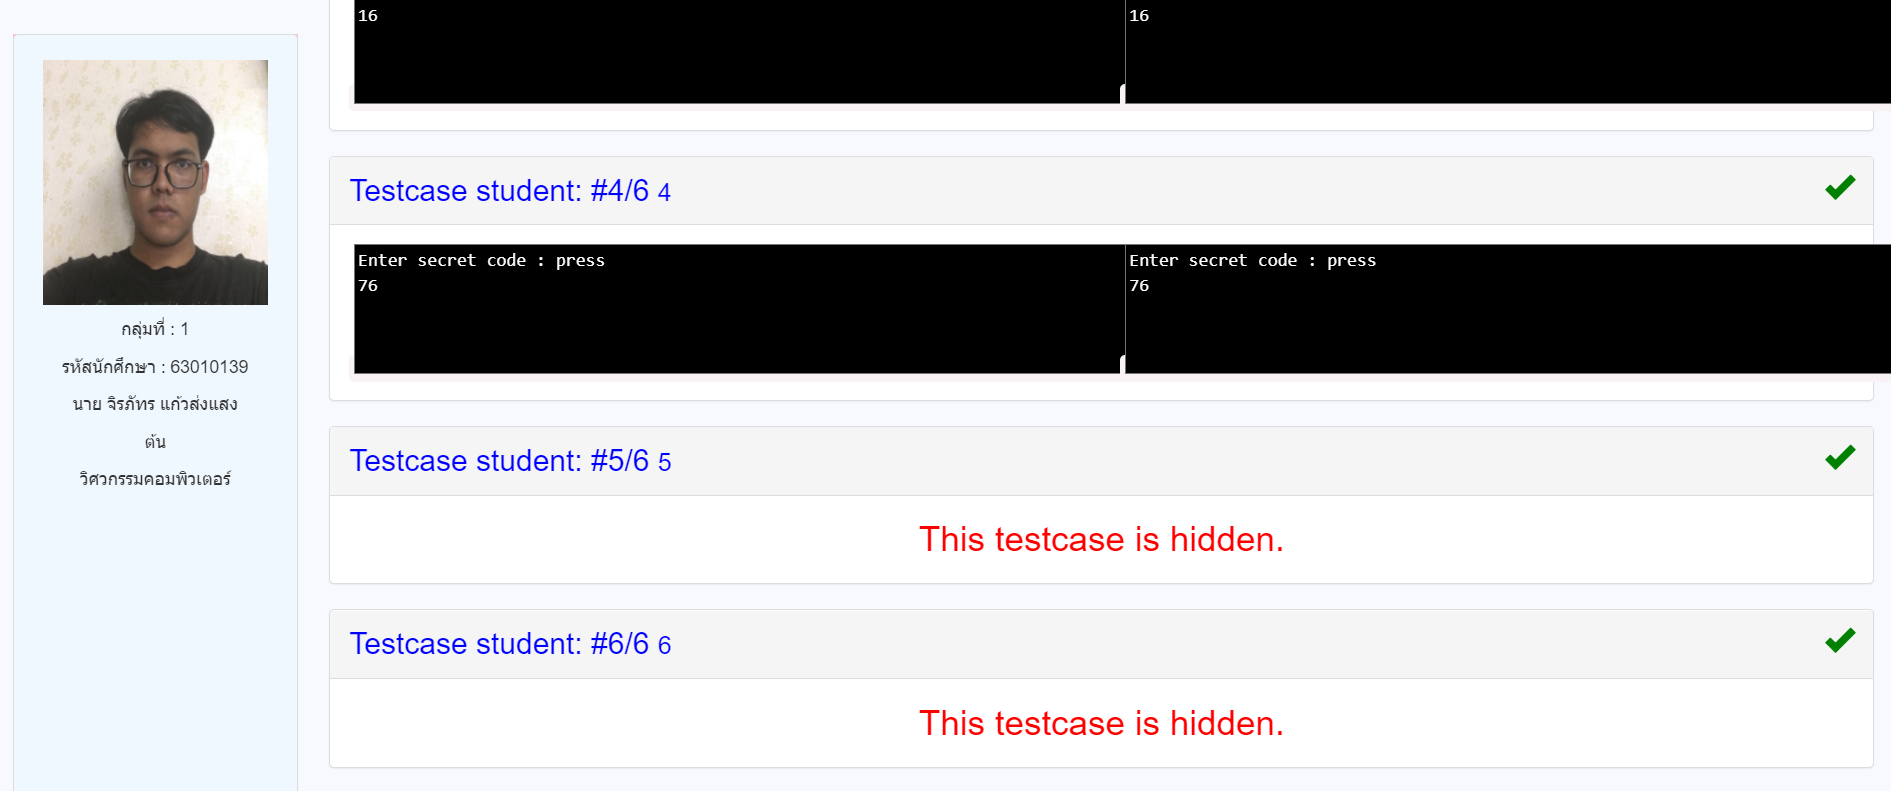 กลุ่มที่ : 1
รหัสนักศึกษา : 63010139
นาย จิรภัทร แก้วส่งแสง
ต้น
วิศวกรรมคอมพิวเตอร์
16
16
Testcase student: #4/6 4
Enter secret code : press
76
Enter secret code : press
76
Testcase student: #5/6 5
This testcase is hidden.
Testcase student: #6/6 6
This testcase is hidden.